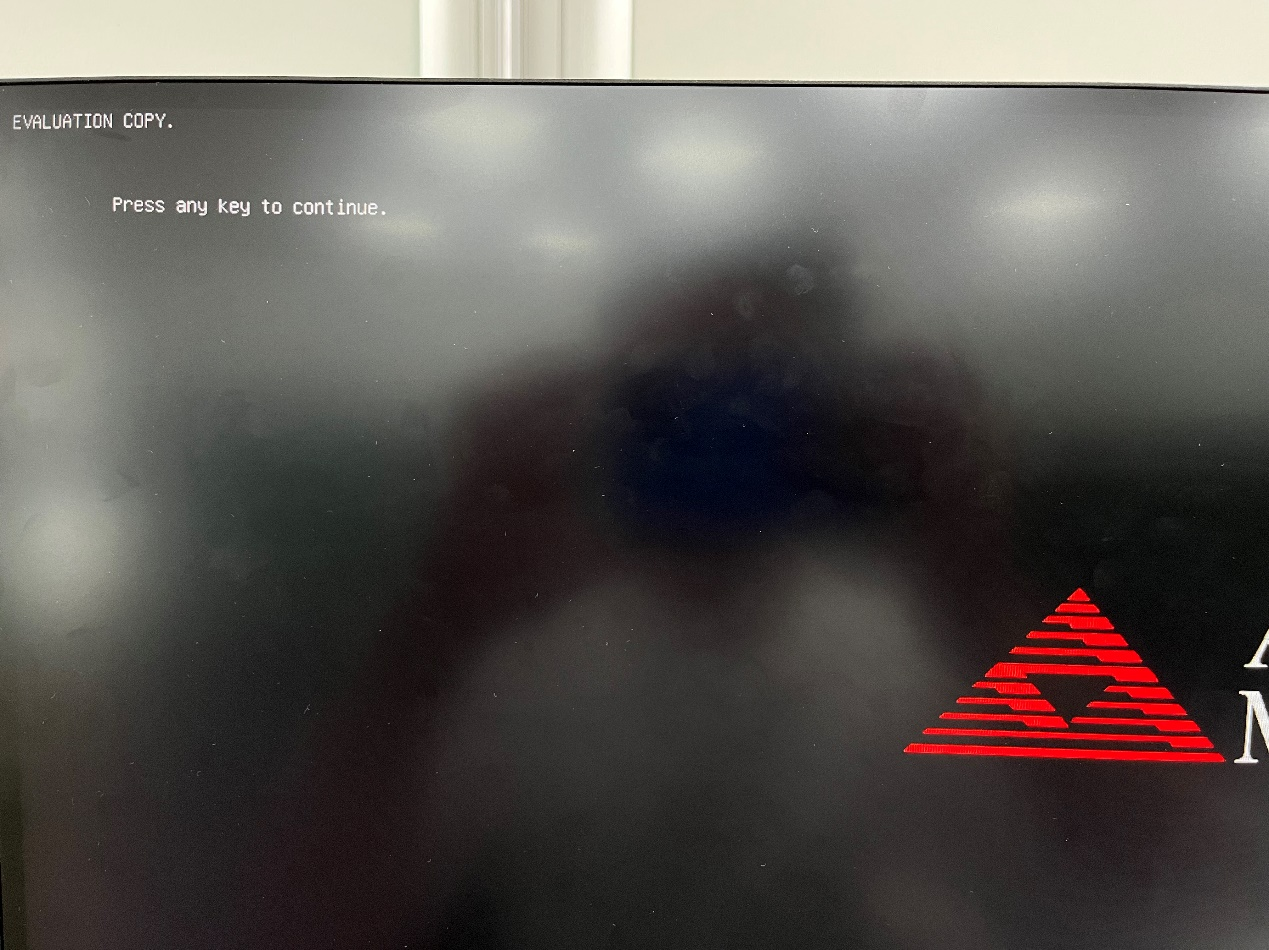 EVALUATION COPY.
Press any key to continue.
A
M